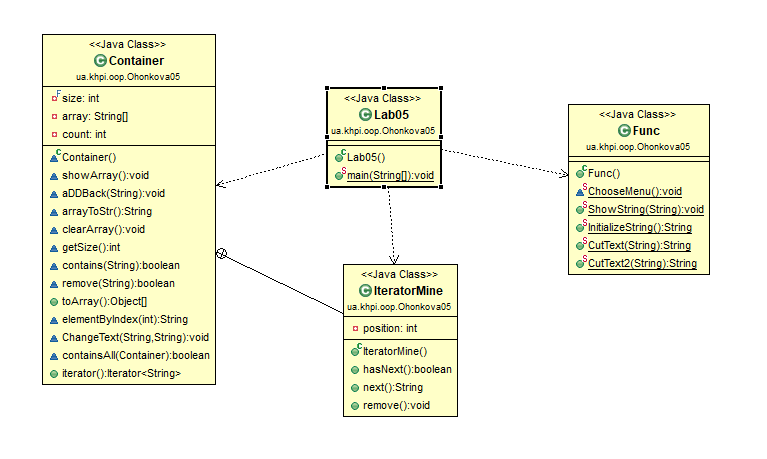 <<Java Class>>
Container
ua.khpi.oop.Ohonkova05
size: int
array: String[]
count: int
Container()
showArray():void
aDDBack(String):void
arrayToStr():String
clearArray():void
getSize():int
contains(String):boolean
remove(String):boolean
toArray():Object[]
elementByIndex(int):String
ChangeText(String,String):void
containsAll(Container):boolean
iterator():Iterator<String>
<<Java Class>>
Lab05
ua.khpi.oop.Ohonkova05
Lab05()
main(String[]):void
<<Java Class>>
IteratorMine
ua.khpi.oop.Ohonkova05
position: int
IteratorMine()
hasNext():boolean
next():String
remove():void
<<Java Class>>
Func
ua.khpi.oop.Ohonkova05
Func()
ChooseMenu():void
ShowString(String):void
InitializeString():String
CutText(String):String
CutText2(String):String